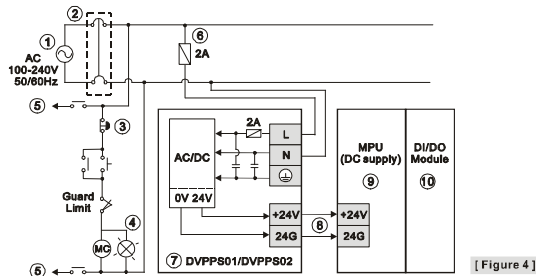 ②
①
AC
100-240V
50/60Hz
⑥
2A
⑤
③
Guard
Limit
④
MC
⑤
2A
L
N
AC/DC
0V 24V
+24V
24G
⑦ DVPPS01/DVPPS02
⑧
MPU
(DC supply)
⑨
+24V
24G
DI/DO
Module
⑩
[ Figure 4 ]